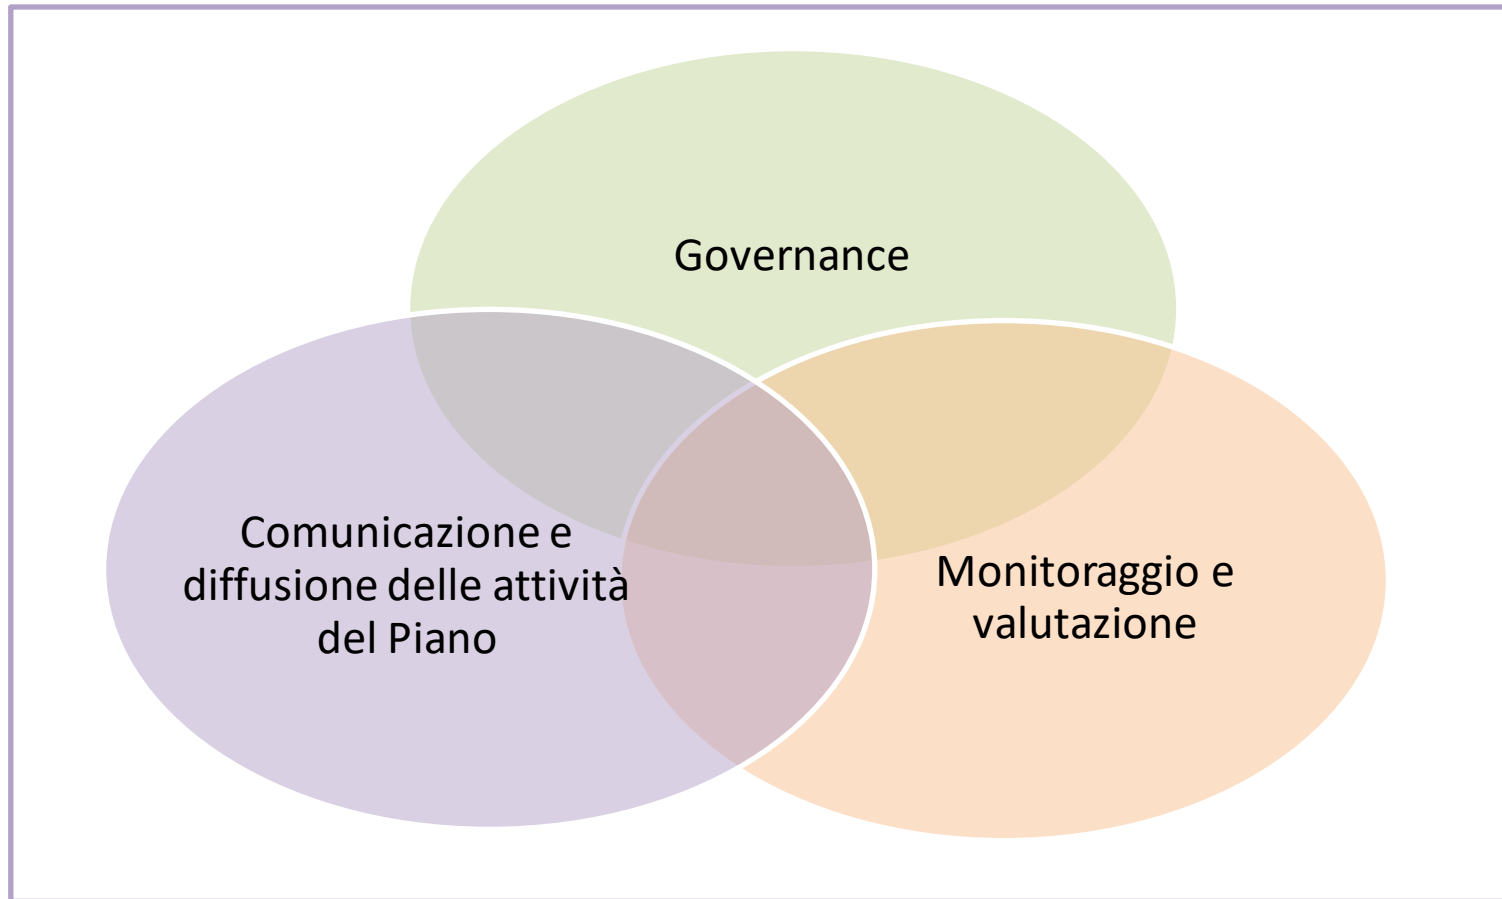 Governance
Comunicazione e
diffusione delle attività
del Piano
Monitoraggio e
valutazione